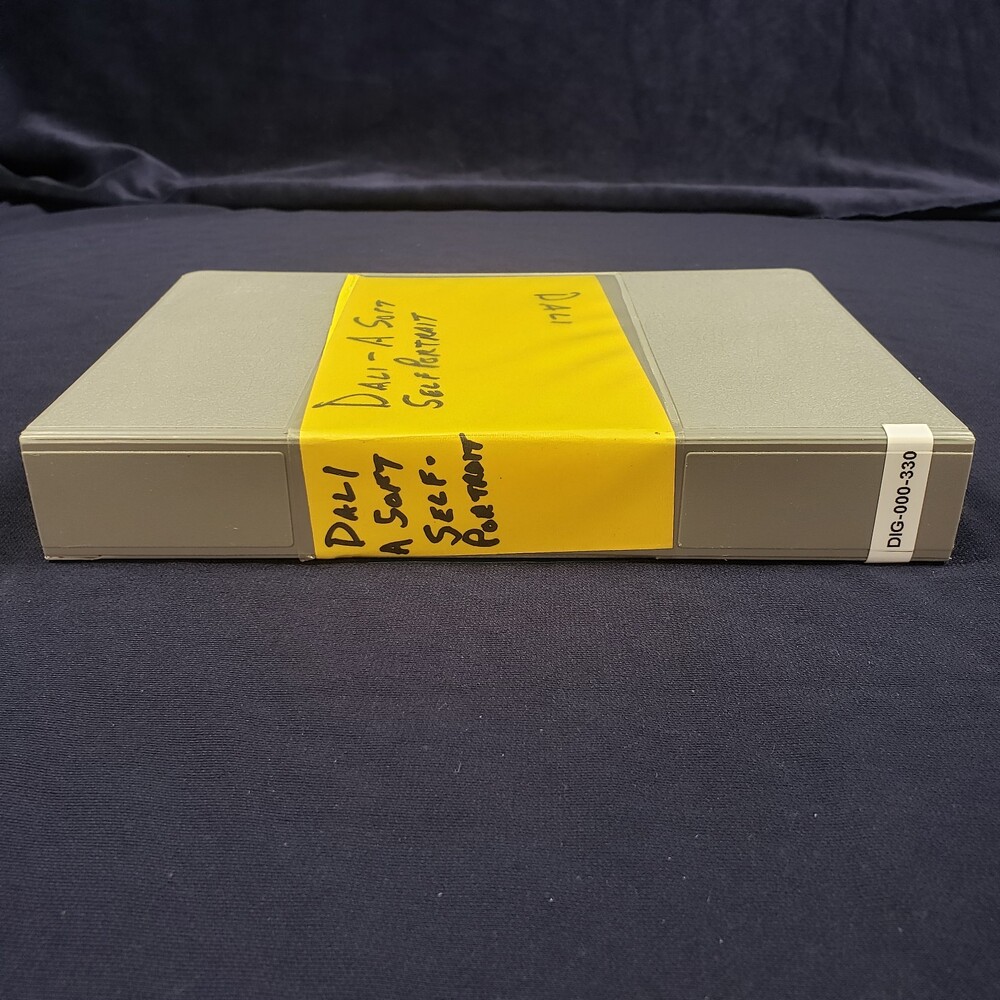 DALI - A SOFT
SELF PORTRAIT
DALI
DALI
A SOFT
SELF-
PORTRAIT
DIG-000-330